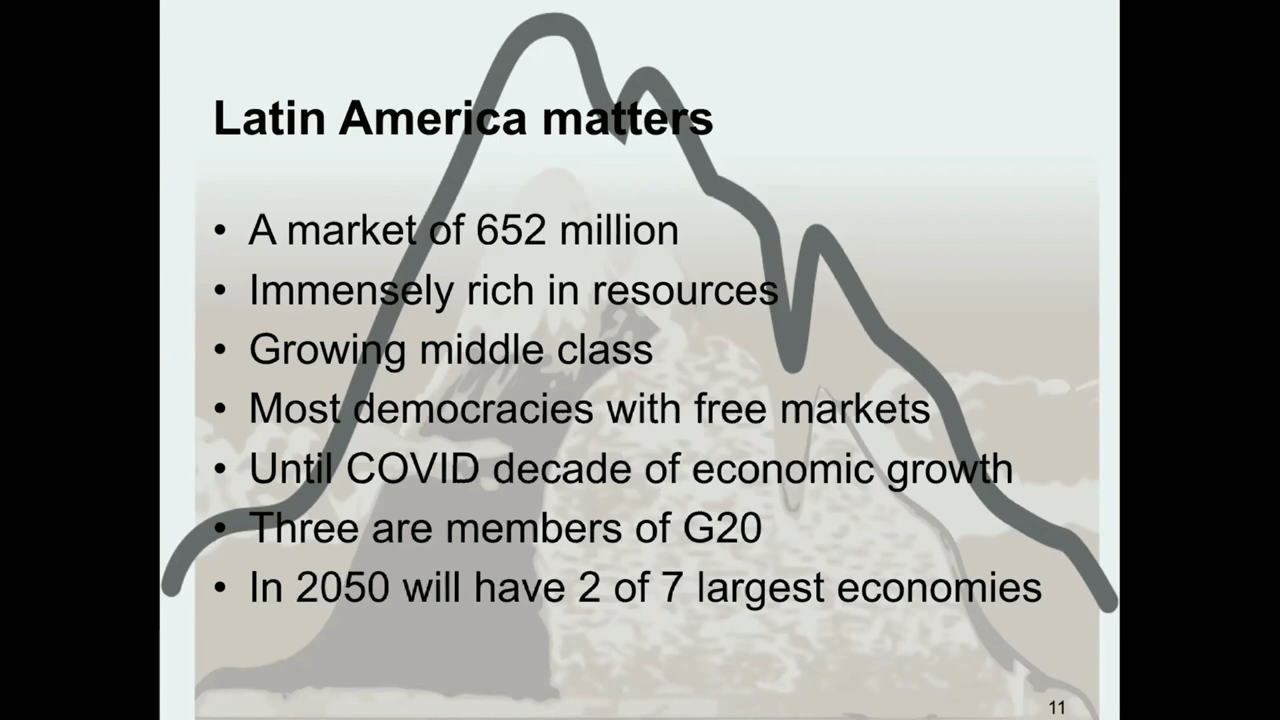 Latin America matters
• A market of 652 million
• Immensely rich in resources
• Growing middle class
• Most democracies with free markets
• Until COVID decade of economic growth
• Three are members of G20
• In 2050 will have 2 of 7 largest economies
11